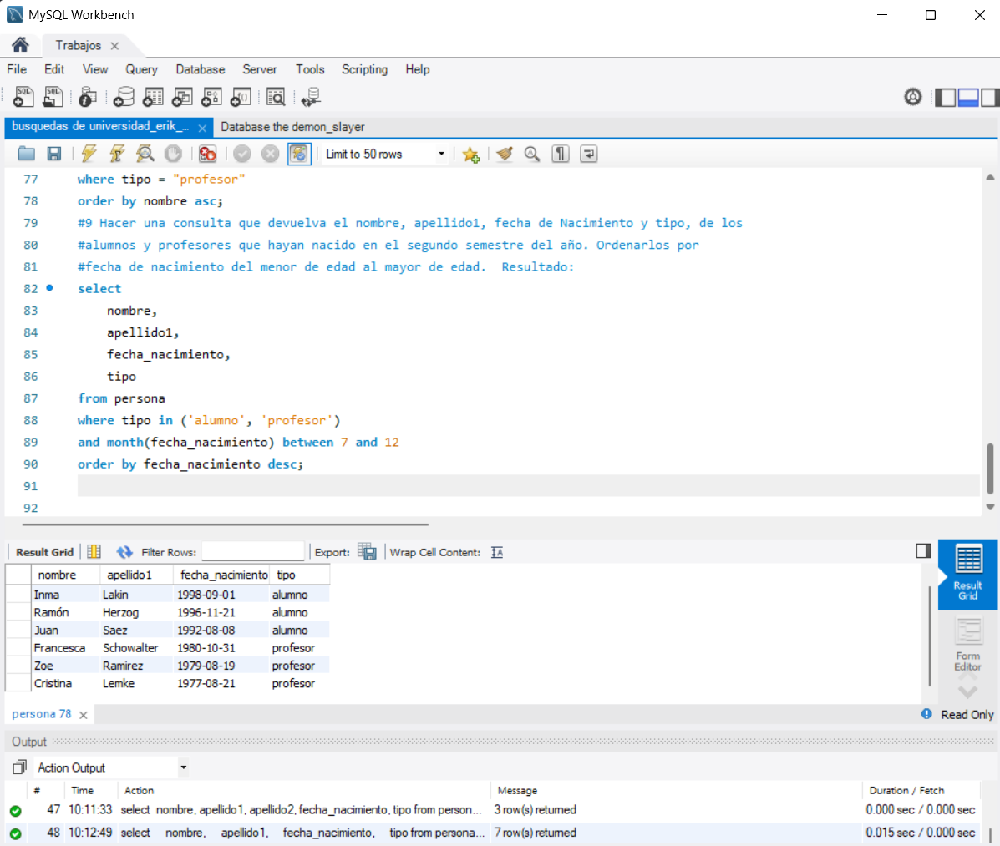 MySQL Workbench
Trabajos
File Edit View Query Database Server Tools Scripting Help
busquedas de universidad_erik_... Database the demon_slayer
Limit to 50 rows
77 where tipo = "profesor"
78 order by nombre asc;
79 #9 Hacer una consulta que devuelva el nombre, apellido1, fecha de Nacimiento y tipo, de los
80 #alumnos y profesores que hayan nacido en el segundo semestre del año. Ordenarlos por
81 #fecha de nacimiento del menor de edad al mayor de edad.  Resultado:
82 select
83 nombre,
84 apellido1,
85 fecha_nacimiento,
86 tipo
87 from persona
88 where tipo in ('alumno', 'profesor')
89 and month(fecha_nacimiento) between 7 and 12
90 order by fecha_nacimiento desc;
91
92
Result Grid Filter Rows: Export: Wrap Cell Content:
nombre apellido1 fecha_nacimiento tipo
Inma Lakin 1998-09-01 alumno
Ramón Herzog 1996-11-21 alumno
Juan Saez 1992-08-08 alumno
Francesca Schowalter 1980-10-31 profesor
Zoe Ramirez 1979-08-19 profesor
Cristina Lemke 1977-08-21 profesor
Result
Grid
Form
Editor
persona 78 Read Only
Output
Action Output
# Time Action Message Duration / Fetch
47 10:11:33 select nombre, apellido1, apellido2, fecha_nacimiento, tipo from person... 3 row(s) returned 0.000 sec / 0.000 sec
48 10:12:49 select nombre, apellido1, fecha_nacimiento, tipo from persona... 7 row(s) returned 0.015 sec / 0.000 sec